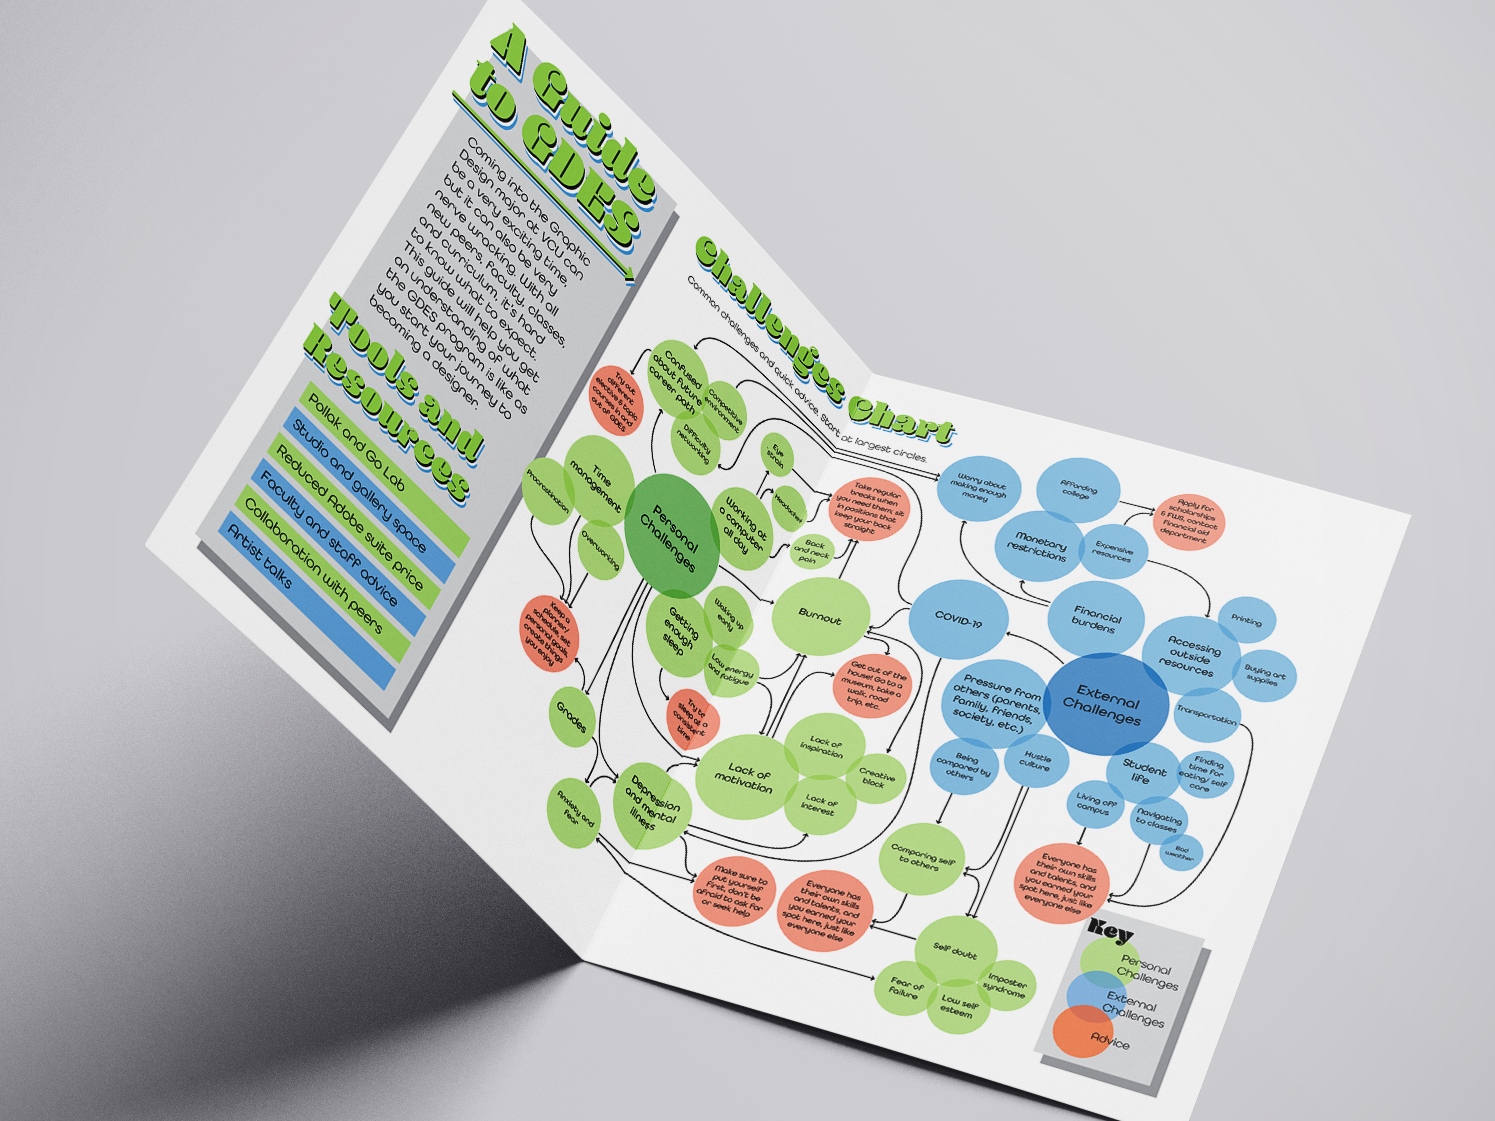 A Guide
to GDES
Coming into the Graphic
Design major at VCU can
be a very exciting time,
but it can also be very
nerve wracking. With all
new peers, faculty, classes,
and curriculum, it's hard
to know what to expect.
This guide will help you get
an understanding of what
the GDES program is like as
you start your journey to
becoming a designer.
Tools and
Resources
Pollak and Go Lab
Studio and gallery space
Reduced Adobe suite price
Faculty and staff advice
Collaboration with peers
Artist talks
Challenges Chart
Common challenges and quick advice. Start at largest circles.
Confused
about future
career path
Try out
different
elective & topic
courses in and
out of GDES
Competitive
environment
Difficulty
networking
Time
management
Procrastination
Overworking
Personal
Challenges
Eye
strain
Headaches
Working at
a computer
all day
Back
and neck
pain
Take regular
breaks when
you need them, sit
in positions that
keep your back
straight
Keep a
planner/
schedule, set
personal goals,
create things
you enjoy
Getting
enough
sleep
Waking up
early
Low energy
and fatigue
Try to
sleep at a
consistent
time
Burnout
Get out of the
house! Go to a
museum, take a
walk, road
trip, etc.
Grades
Anxiety and
fear
Depression
and mental
illness
Lack of
motivation
Lack of
inspiration
Creative
block
Lack of
interest
Make sure to
put yourself
first, don't be
afraid to ask for
or seek help
Everyone has
their own skills
and talents, and
you earned your
spot here, just like
everyone else
Worry about
making enough
money
Affording
college
Apply for
scholarships
& FWS, contact
financial aid
department
Monetary
restrictions
Expensive
resources
COVID-19
Financial
burdens
Accessing
outside
resources
Printing
Buying art
supplies
Transportation
Pressure from
others (parents,
family, friends,
society, etc.)
External
Challenges
Being
compared by
others
Hustle
culture
Student
life
Finding
time for
eating/ self
care
Living off
campus
Navigating
to classes
Bad
weather
Comparing self
to others
Everyone has
their own skills
and talents, and
you earned your
spot here, just like
everyone else
Self doubt
Fear of
failure
Low self
esteem
Imposter
syndrome
Key
Personal
Challenges
External
Challenges
Advice